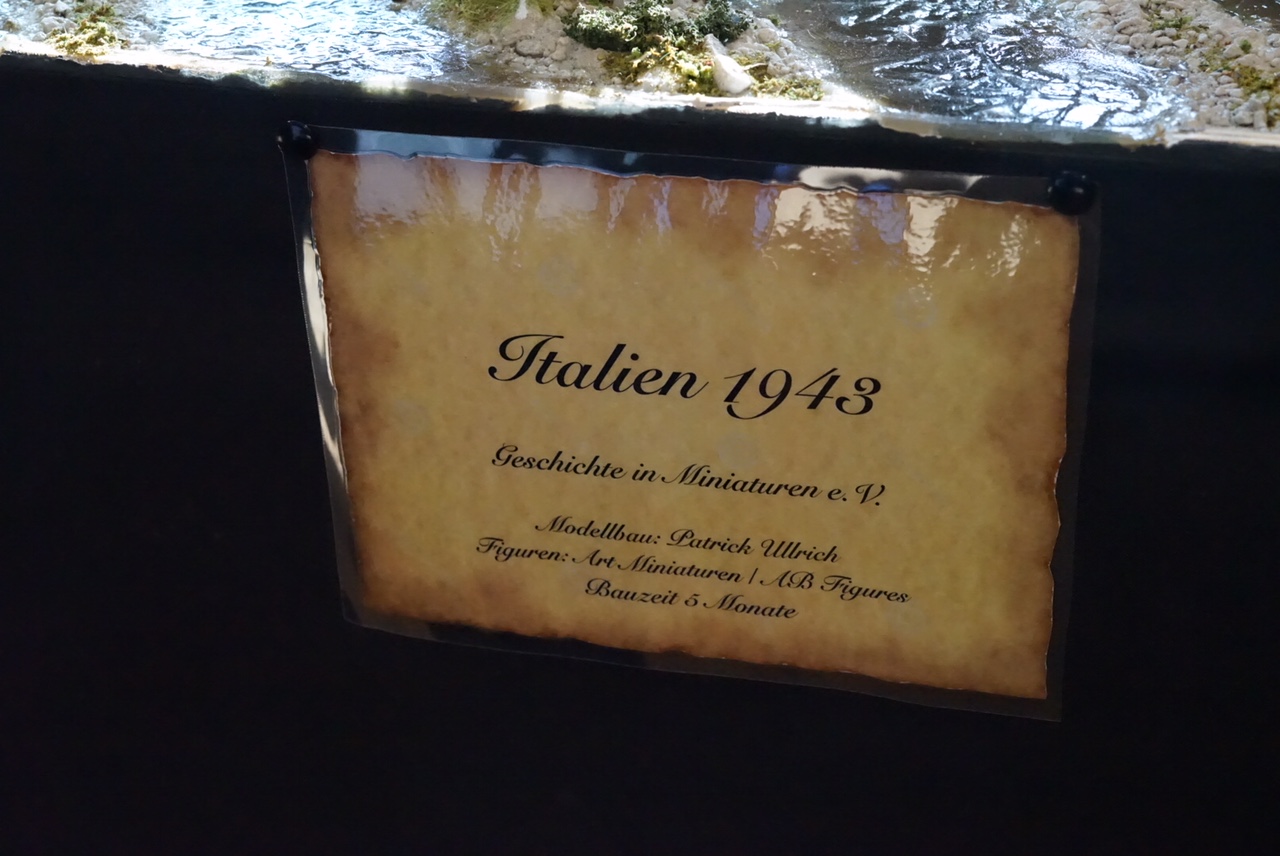 Italien 1943
Geschichte in Miniaturen e.V.
Modellbau: Patrick Ullrich
Figuren: Art Miniaturen | AB Figures
Bauzeit 5 Monate